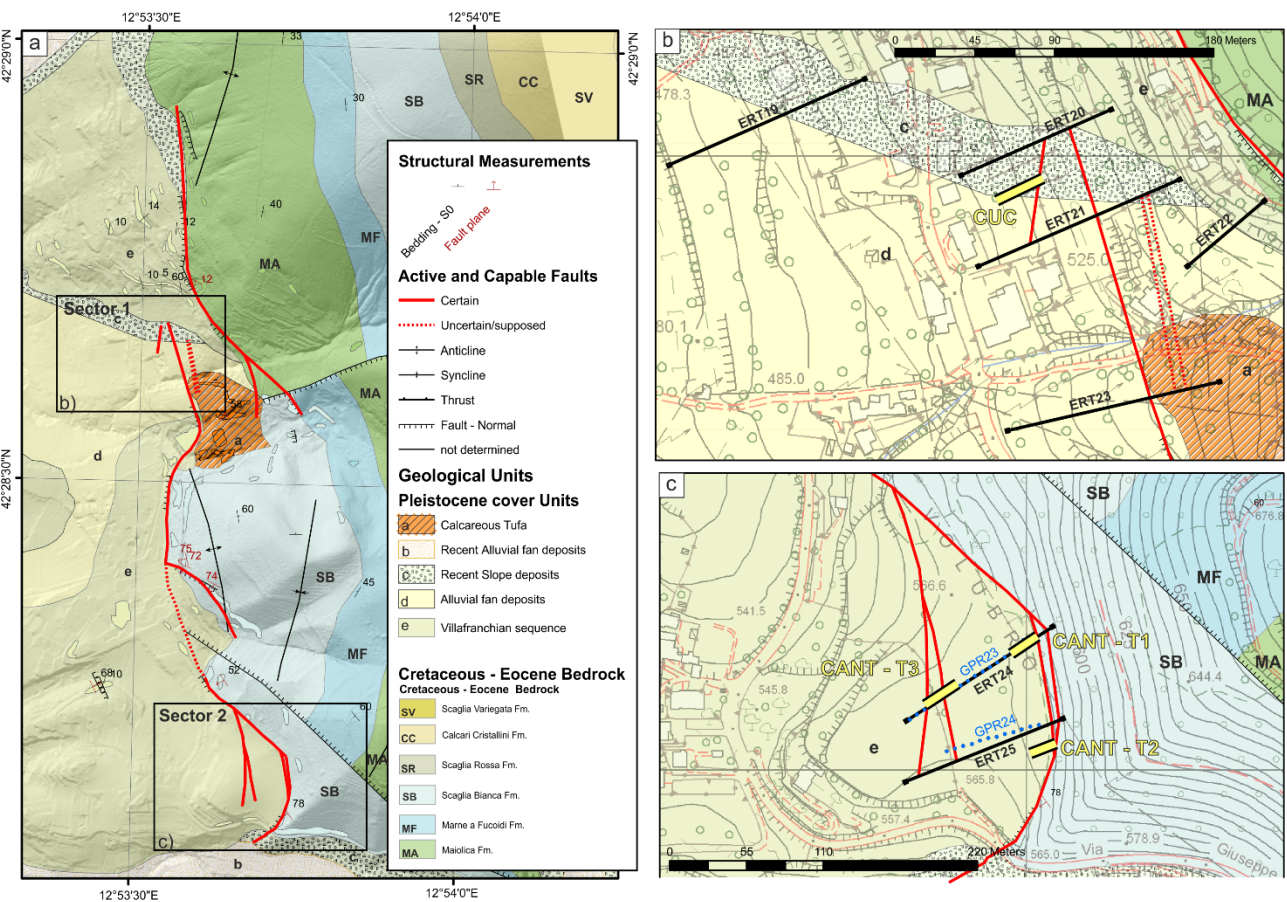 12°53'30"E
12°54'0"E
a
42°29'0"N
42°29'0"N
33
30
SB
SR
CC
SV
14
10
12
40
MF
e
MA
10 5 60
12
Sector 1
c
b)
58
a
MA
d
42°28'30"N
60
75
72
74
e
SB
45
MF
52
68
10
60
Sector 2
MA
SB
78
c)
b
c
12°53'30"E
12°54'0"E
Structural Measurements
Bedding - S0
Fault plane
Active and Capable Faults
Certain
Uncertain/supposed
Anticline
Syncline
Thrust
Fault - Normal
not determined
Geological Units
Pleistocene cover Units
a Calcareous Tufa
b Recent Alluvial fan deposits
c Recent Slope deposits
d Alluvial fan deposits
e Villafranchian sequence
Cretaceous - Eocene Bedrock
Cretaceous - Eocene Bedrock
SV Scaglia Variegata Fm.
CC Calcari Cristallini Fm.
SR Scaglia Rossa Fm.
SB Scaglia Bianca Fm.
MF Marne a Fucoidi Fm.
MA Maiolica Fm.
b
0 45 90 180 Meters
478.3
ERT19
c
ERT20
e
MA
CUC
ERT21
ERT22
d
525.0
80.1
485.0
ERT23
a
c
SB
60
676.8
MF
566.6
541.5
CANT - T1
CANT - T3
GPR23
ERT24
600
SB
MA
644.4
545.8
GPR24
e
ERT25
CANT - T2
565.8
78
557.4
0 55 110 220 Meters
565.0
Via
578.9
Giuseppe